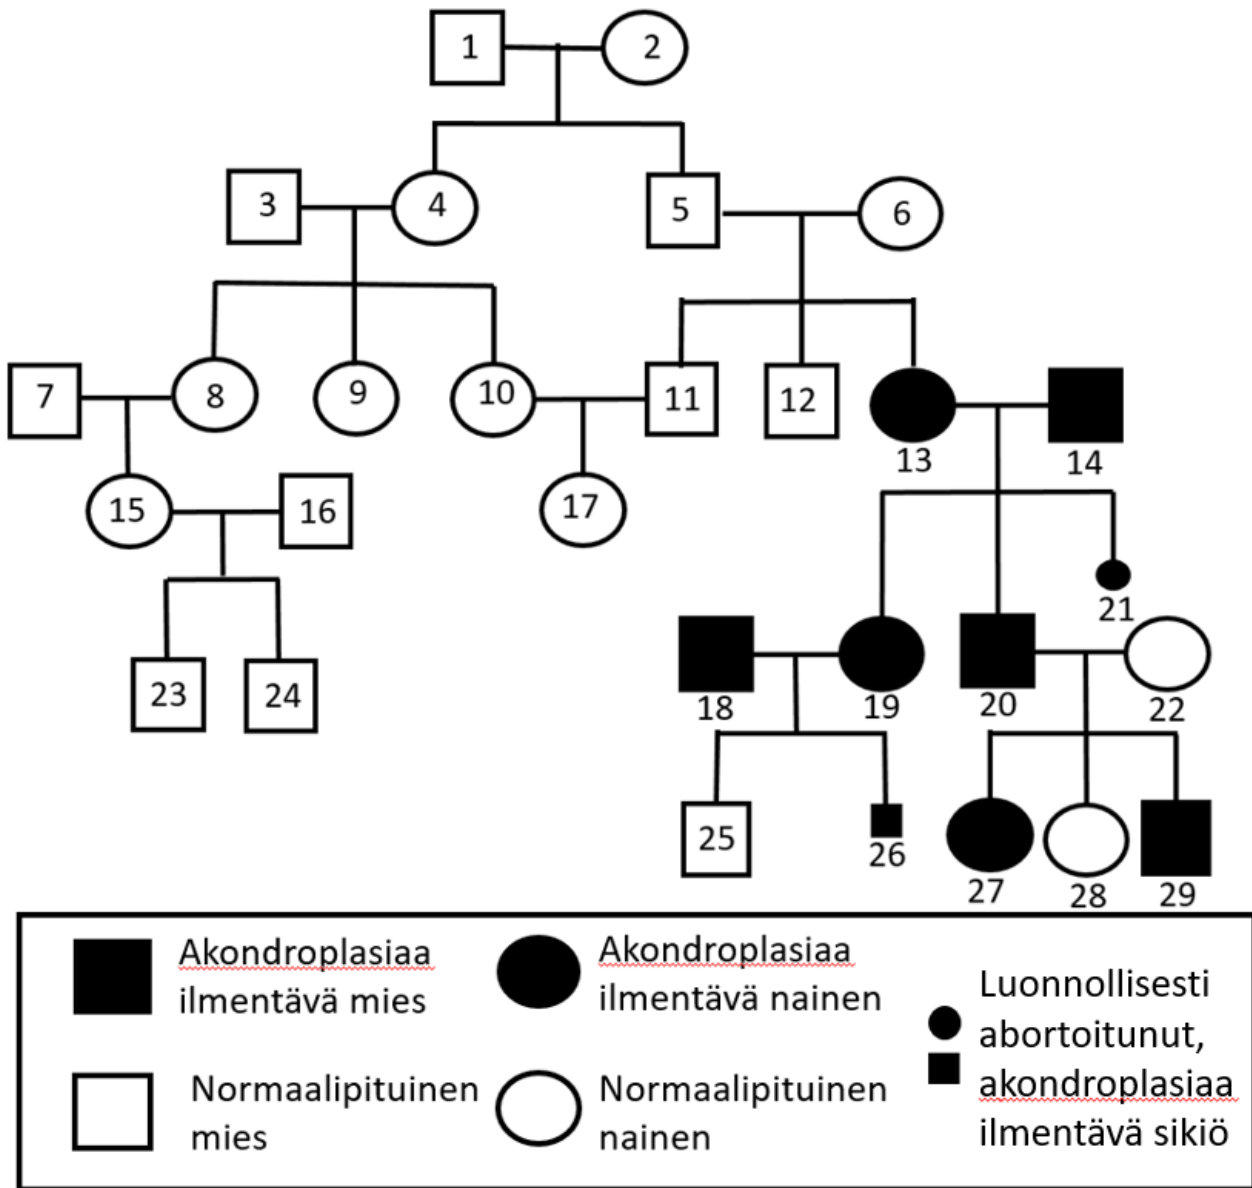 1
2
3
4
5
6
7
8
9
10
11
12
13
14
15
16
17
18
19
20
21
22
23
24
25
26
27
28
29
Akondroplasiaa
ilmentävä mies
Akondroplasiaa
ilmentävä nainen
Luonnollisesti
abortoitunut,
akondroplasiaa
ilmentävä sikiö
Normaalipituinen
mies
Normaalipituinen
nainen